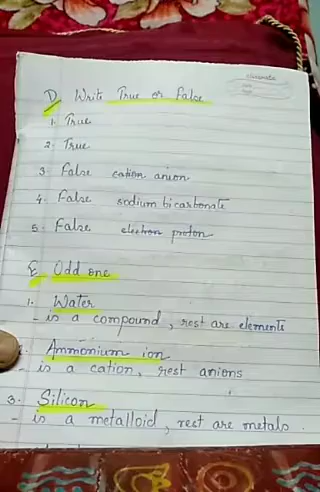 classmate
D, Write True or False
1. True
2. True
3. False cation anion
4. False sodium bicarbonate
5. False electron proton
E, Odd one
1. Water
- is a compound, rest are elements
Ammonium ion
- is a cation, rest anions
3. Silicon
- is a metalloid, rest are metals.